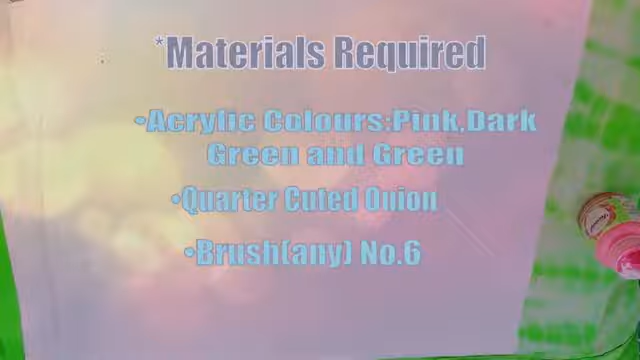 *Materials Required
•Acrylic Colours:Pink,Dark
Green and Green
•Quarter Cuted Onion
•Brush(any) No.6